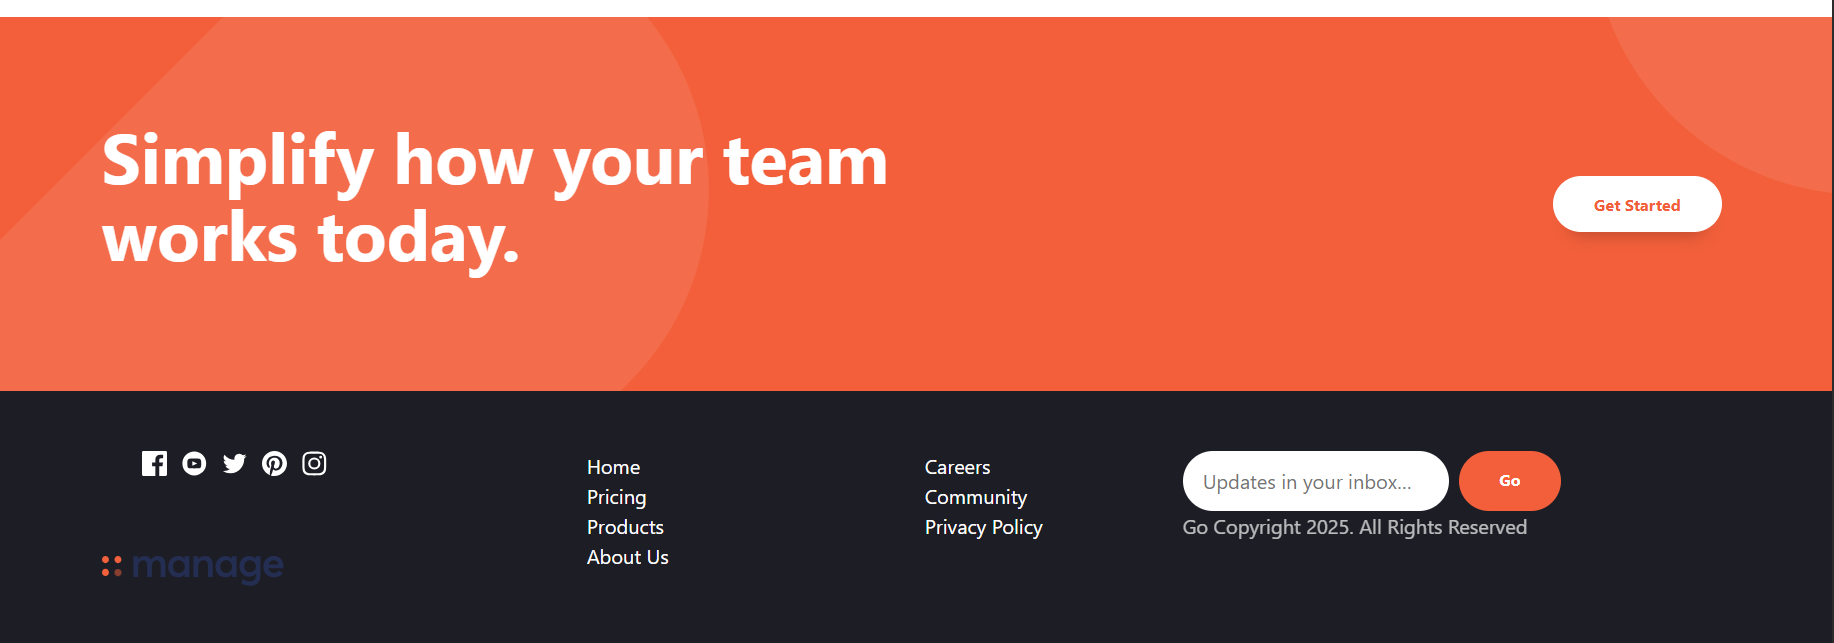 Simplify how your team
works today.
Get Started
manage
Home
Pricing
Products
About Us
Careers
Community
Privacy Policy
Updates in your inbox...
Go
Go Copyright 2025. All Rights Reserved